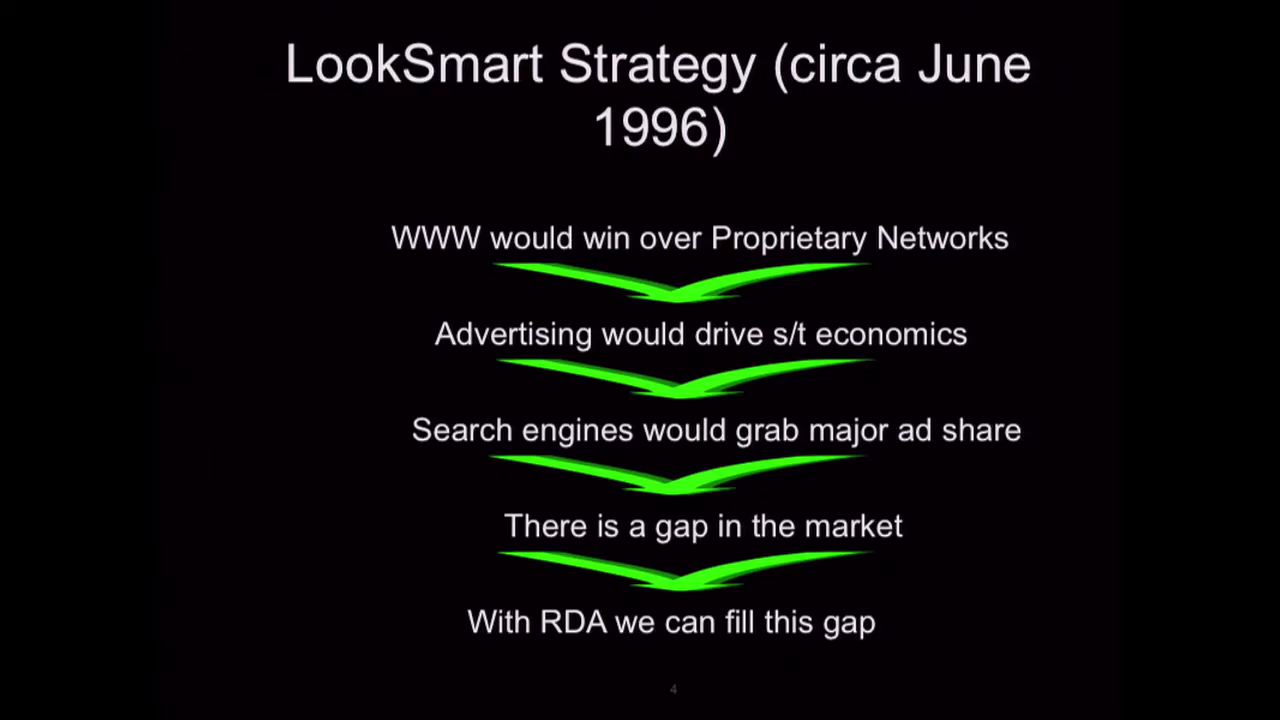 LookSmart Strategy (circa June
1996)
WWW would win over Proprietary Networks
Advertising would drive s/t economics
Search engines would grab major ad share
There is a gap in the market
With RDA we can fill this gap
4